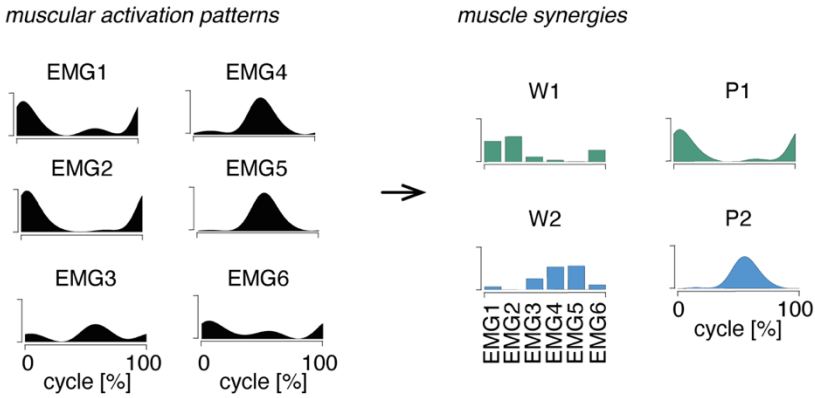 muscular activation patterns
muscle synergies
EMG1
EMG4
W1
P1
EMG2
EMG5
W2
P2
EMG3
EMG6
0
100
cycle [%]
0
100
cycle [%]
EMG1
EMG2
EMG3
EMG4
EMG5
EMG6
0
100
cycle [%]